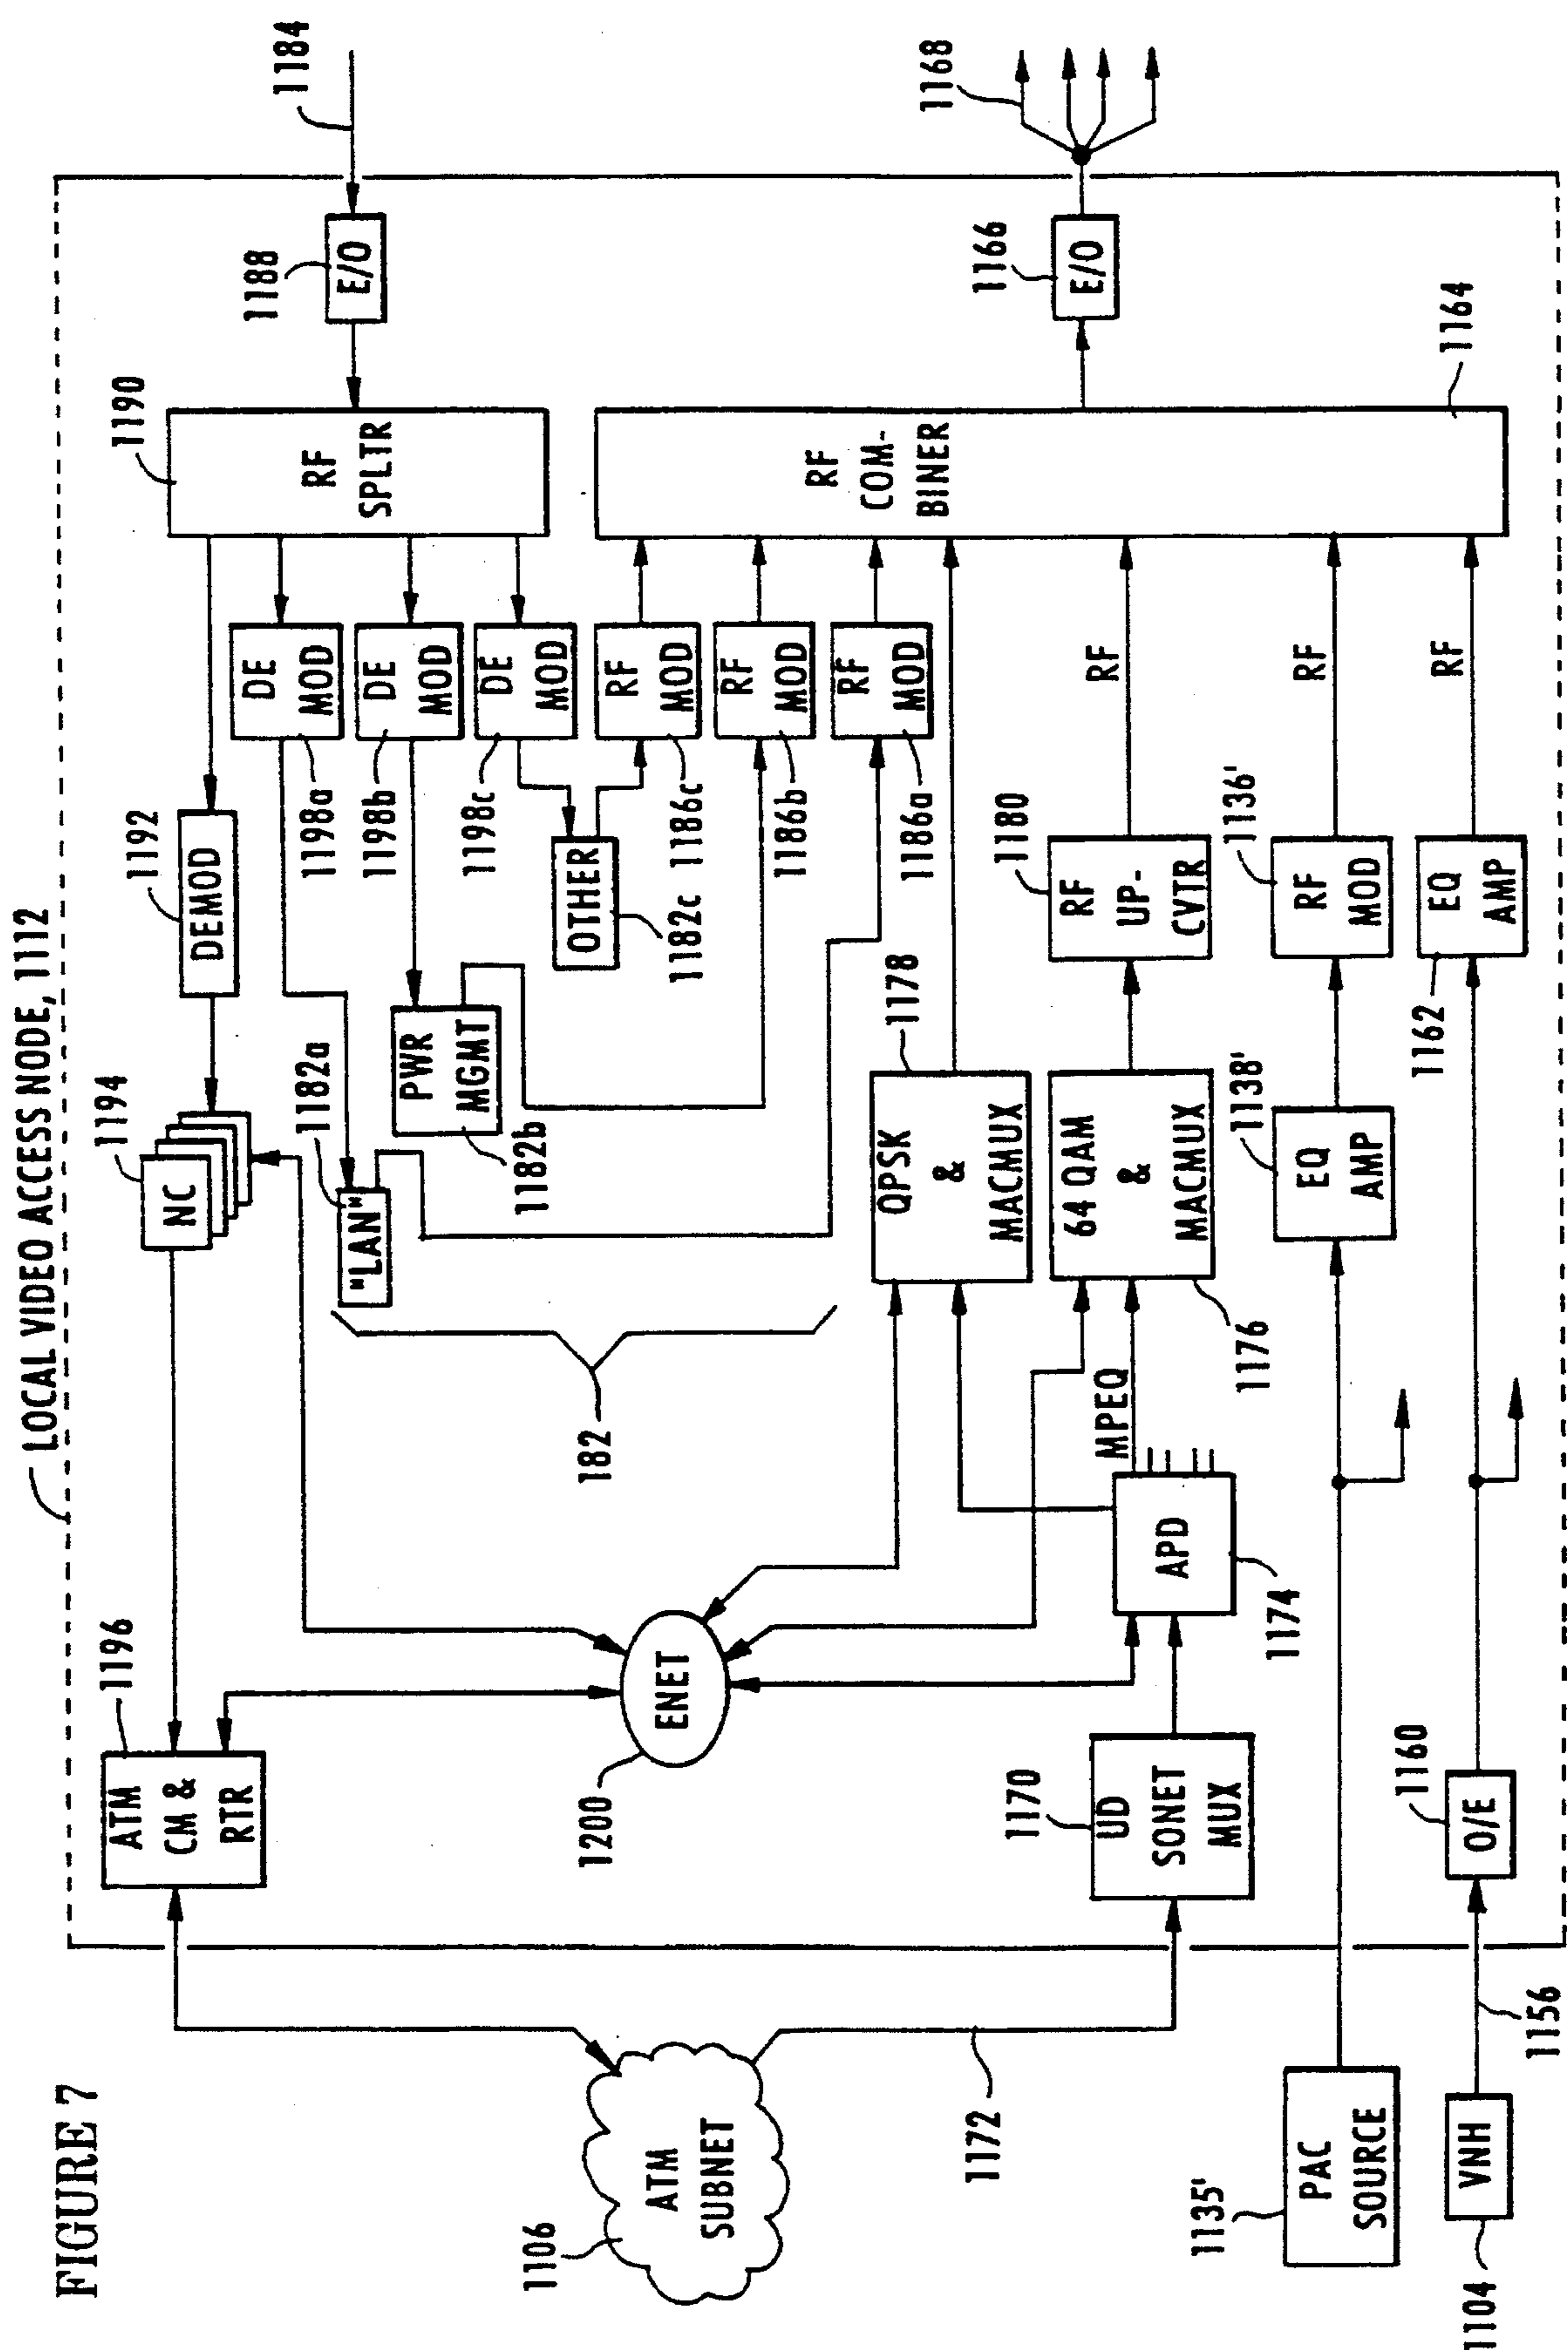 FIGURE 7
LOCAL VIDEO ACCESS NODE, 1112
1106
ATM
SUBNET
1172
1135'
PAC
SOURCE
1104
VNH
1156
1196
ATM
CM &
RTR
1200
ENET
1170
UD
SONET
MUX
1160
O/E
1174
APD
MPEQ
182
1194
NC
1192
DEMOD
1182a
"LAN"
PWR
MGMT
1182b
OTHER
1182c
1178
QPSK
&
MACMUX
64 QAM
&
MACMUX
1176
1138'
EQ
AMP
1180
RF
UP-
CVTR
1136'
RF
MOD
1162
EQ
AMP
DE
MOD
1198a
DE
MOD
1198b
DE
MOD
1198c
RF
MOD
1186c
RF
MOD
1186b
RF
MOD
1186a
RF
RF
RF
1190
RF
SPLTR
RF
COM-
BINER
1164
1188
E/O
1184
1166
E/O
1168